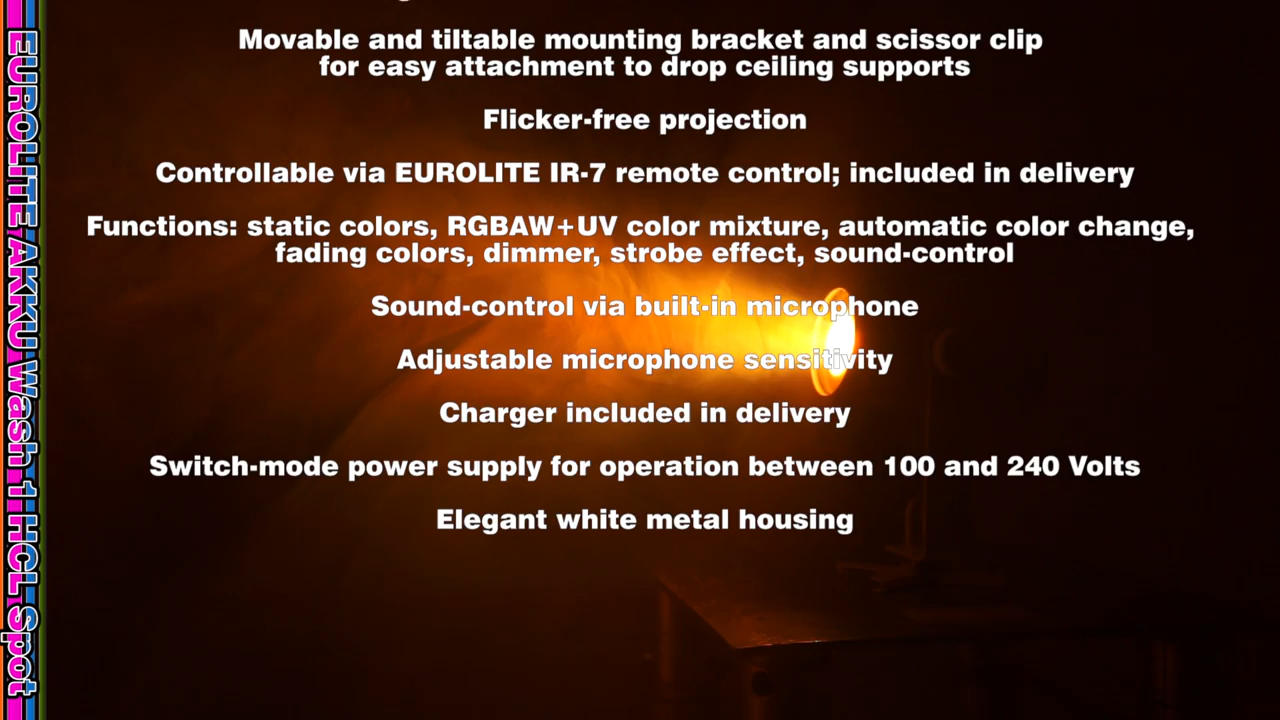 Movable and tiltable mounting bracket and scissor clip
for easy attachment to drop ceiling supports
Flicker-free projection
Controllable via EUROLITE IR-7 remote control; included in delivery
Functions: static colors, RGBAW+UV color mixture, automatic color change,
fading colors, dimmer, strobe effect, sound-control
Sound-control via built-in microphone
Adjustable microphone sensitivity
Charger included in delivery
Switch-mode power supply for operation between 100 and 240 Volts
Elegant white metal housing
EUROLITE AKKU Wash 1 HCL Spot